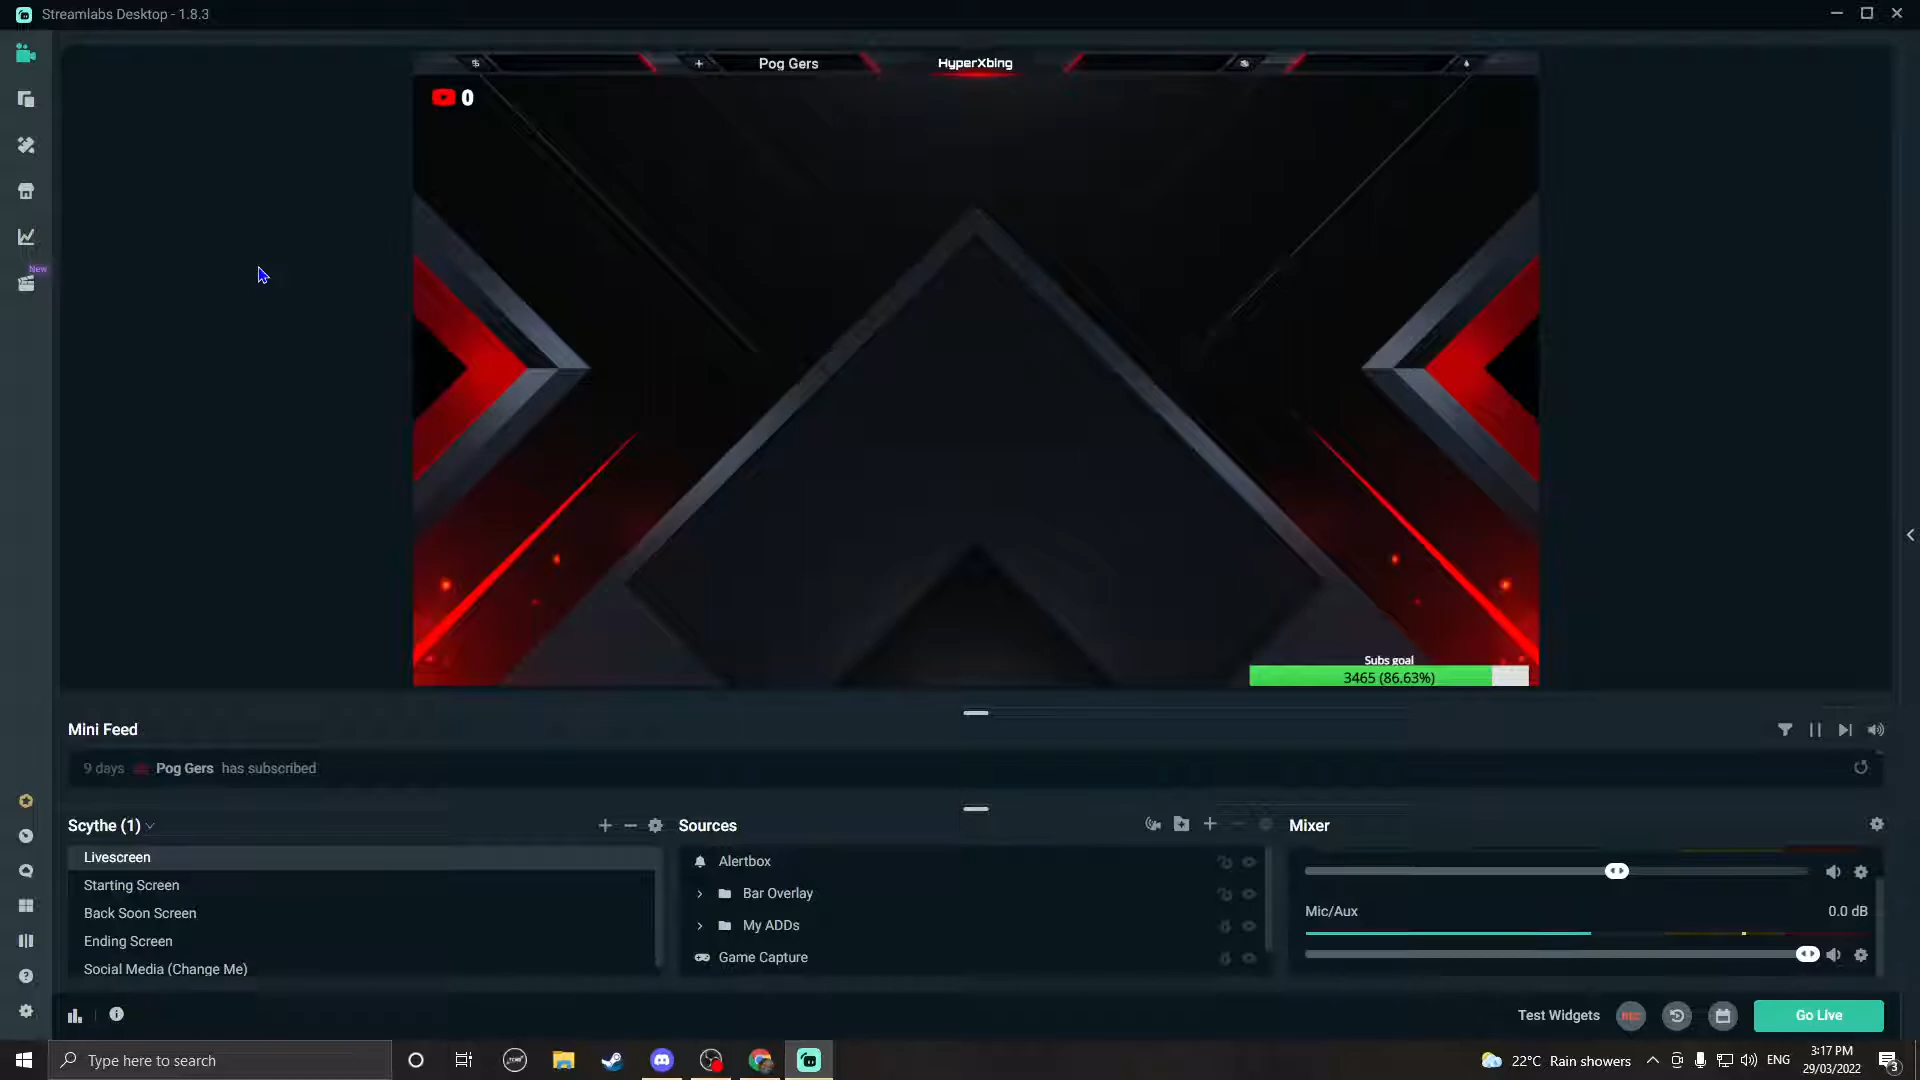 Streamlabs Desktop - 1.8.3
Pog Gers
HyperXbing
0
New
Subs goal
3465 (86.63%)
Mini Feed
9 days Pog Gers has subscribed
Scythe (1)
Sources
Mixer
Livescreen
Starting Screen
Back Soon Screen
Ending Screen
Social Media (Change Me)
Alertbox
Bar Overlay
My ADDs
Game Capture
Mic/Aux
0.0 dB
Test Widgets
REC
Go Live
Type here to search
22°C Rain showers
ENG
3:17 PM
29/03/2022
3